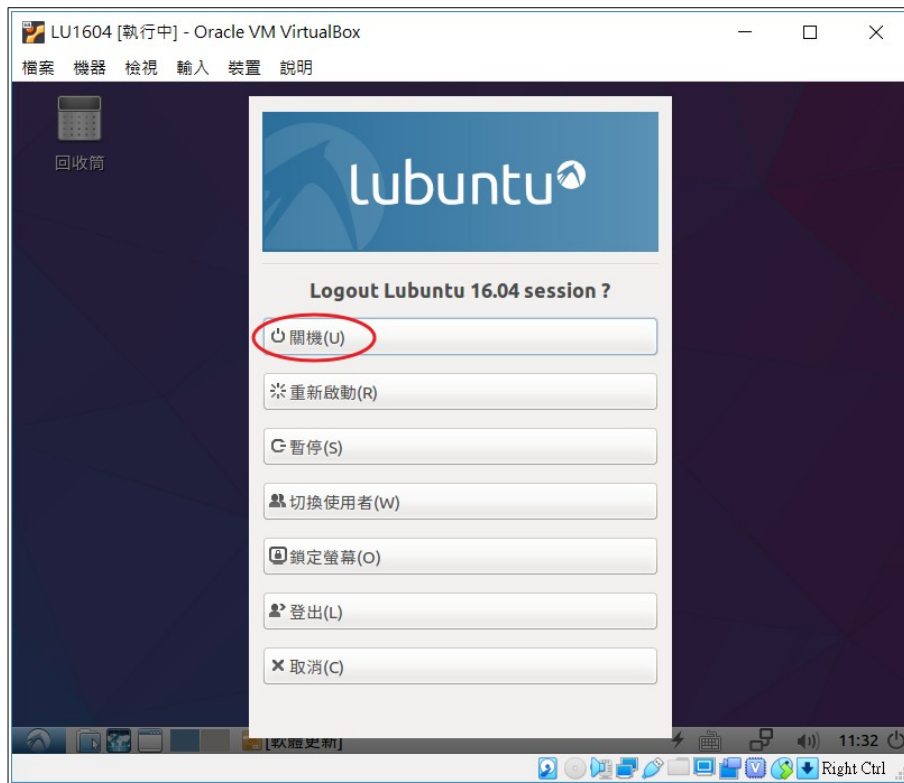 LU1604 [執行中] - Oracle VM VirtualBox
檔案 機器 檢視 輸入 裝置 說明
回收筒
lubuntu
Logout Lubuntu 16.04 session ?
關機(U)
重新啟動(R)
暫停(S)
切換使用者(W)
鎖定螢幕(O)
登出(L)
取消(C)
[軟體更新]
11:32
Right Ctrl